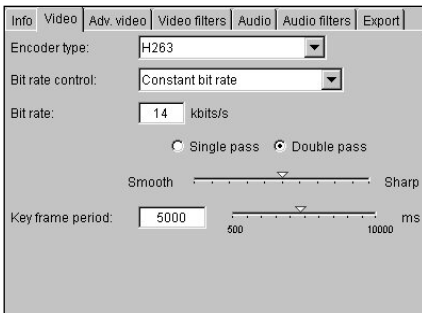 Info Video Adv. video Video filters Audio Audio filters Export
Encoder type: H263
Bit rate control: Constant bit rate
Bit rate: 14 kbits/s
Single pass Double pass
Smooth Sharp
Key frame period: 5000 ms
500 10000